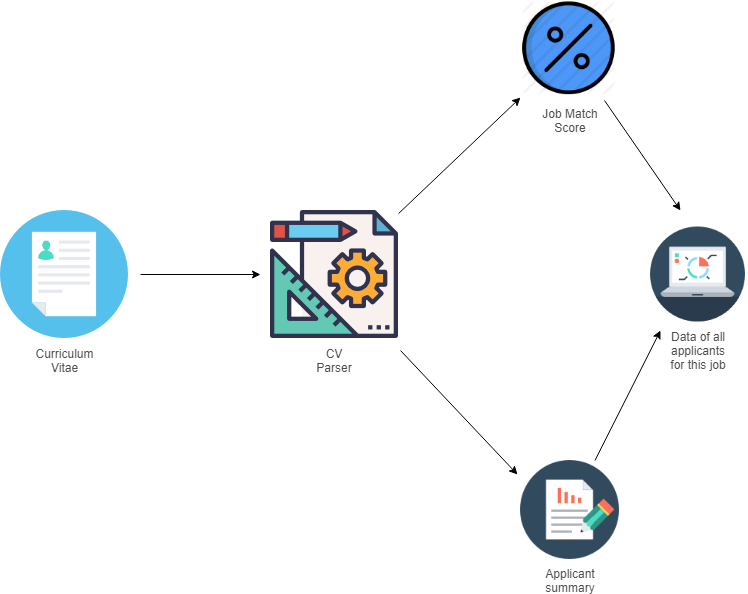 Job Match
Score
Curriculum
Vitae
CV
Parser
Data of all
applicants
for this job
Applicant
summary